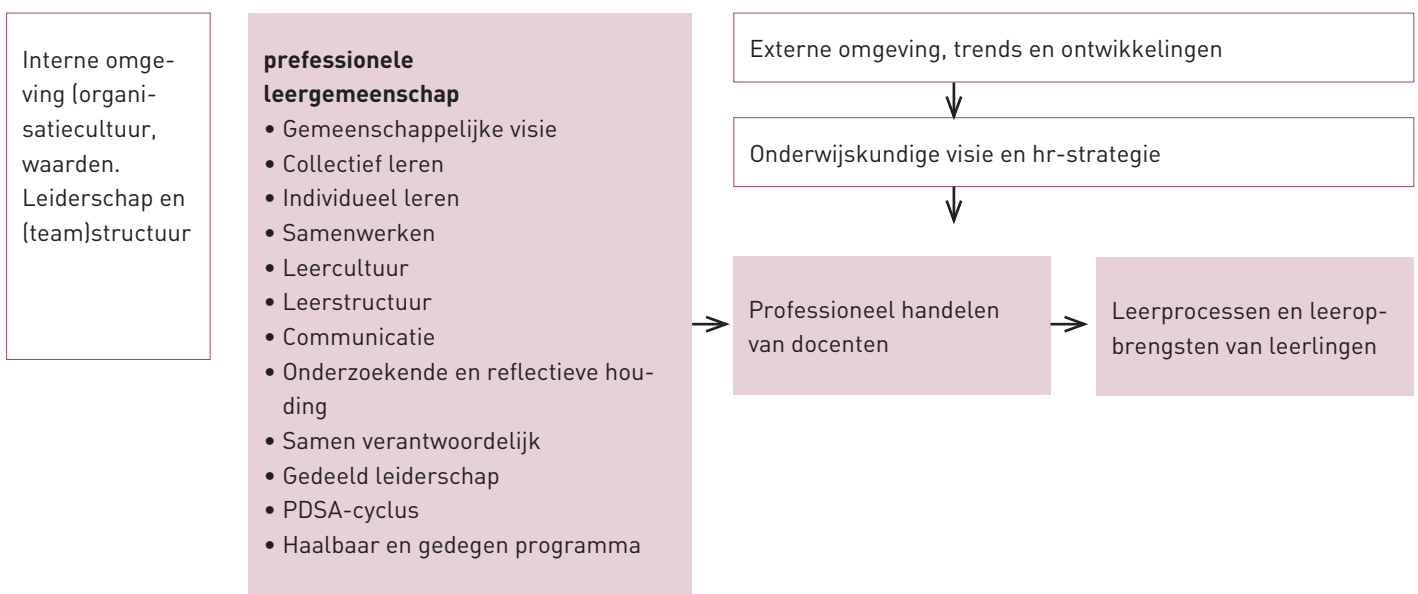 Interne omge-
ving (organi-
satiecultuur,
waarden.
Leiderschap en
(team)structuur
prefessionele
leergemeenschap
• Gemeenschappelijke visie
• Collectief leren
• Individueel leren
• Samenwerken
• Leercultuur
• Leerstructuur
• Communicatie
• Onderzoekende en reflectieve hou-
ding
• Samen verantwoordelijk
• Gedeeld leiderschap
• PDSA-cyclus
• Haalbaar en gedegen programma
Externe omgeving, trends en ontwikkelingen
Onderwijskundige visie en hr-strategie
Professioneel handelen
van docenten
Leerprocessen en leerop-
brengsten van leerlingen